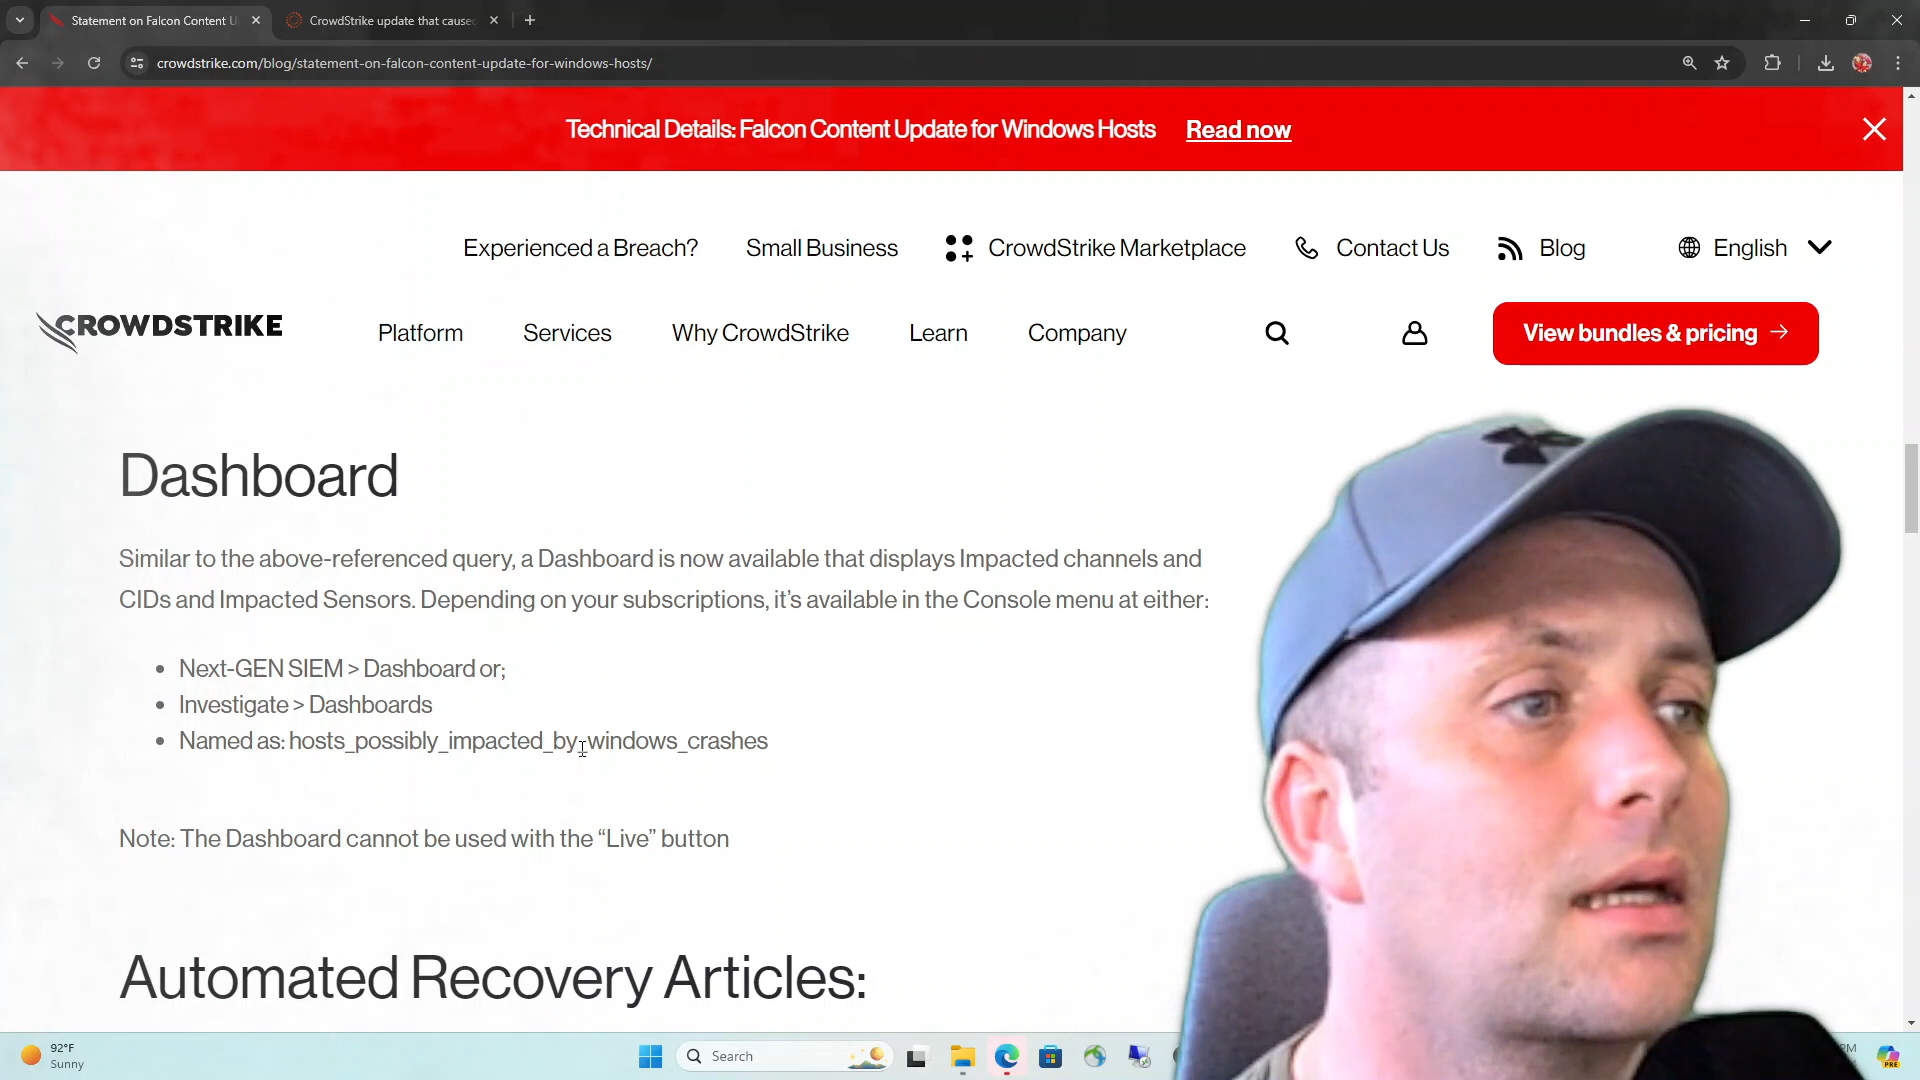 Statement on Falcon Content U
CrowdStrike update that cause
crowdstrike.com/blog/statement-on-falcon-content-update-for-windows-hosts/
Technical Details: Falcon Content Update for Windows Hosts Read now
Experienced a Breach? Small Business CrowdStrike Marketplace Contact Us Blog English
CROWDSTRIKE Platform Services Why CrowdStrike Learn Company View bundles & pricing →
Dashboard
Similar to the above-referenced query, a Dashboard is now available that displays Impacted channels and
CIDs and Impacted Sensors. Depending on your subscriptions, it’s available in the Console menu at either:
• Next-GEN SIEM > Dashboard or;
• Investigate > Dashboards
• Named as: hosts_possibly_impacted_by_windows_crashes
Note: The Dashboard cannot be used with the “Live” button
Automated Recovery Articles:
92°F
Sunny
Search
PM
PRE